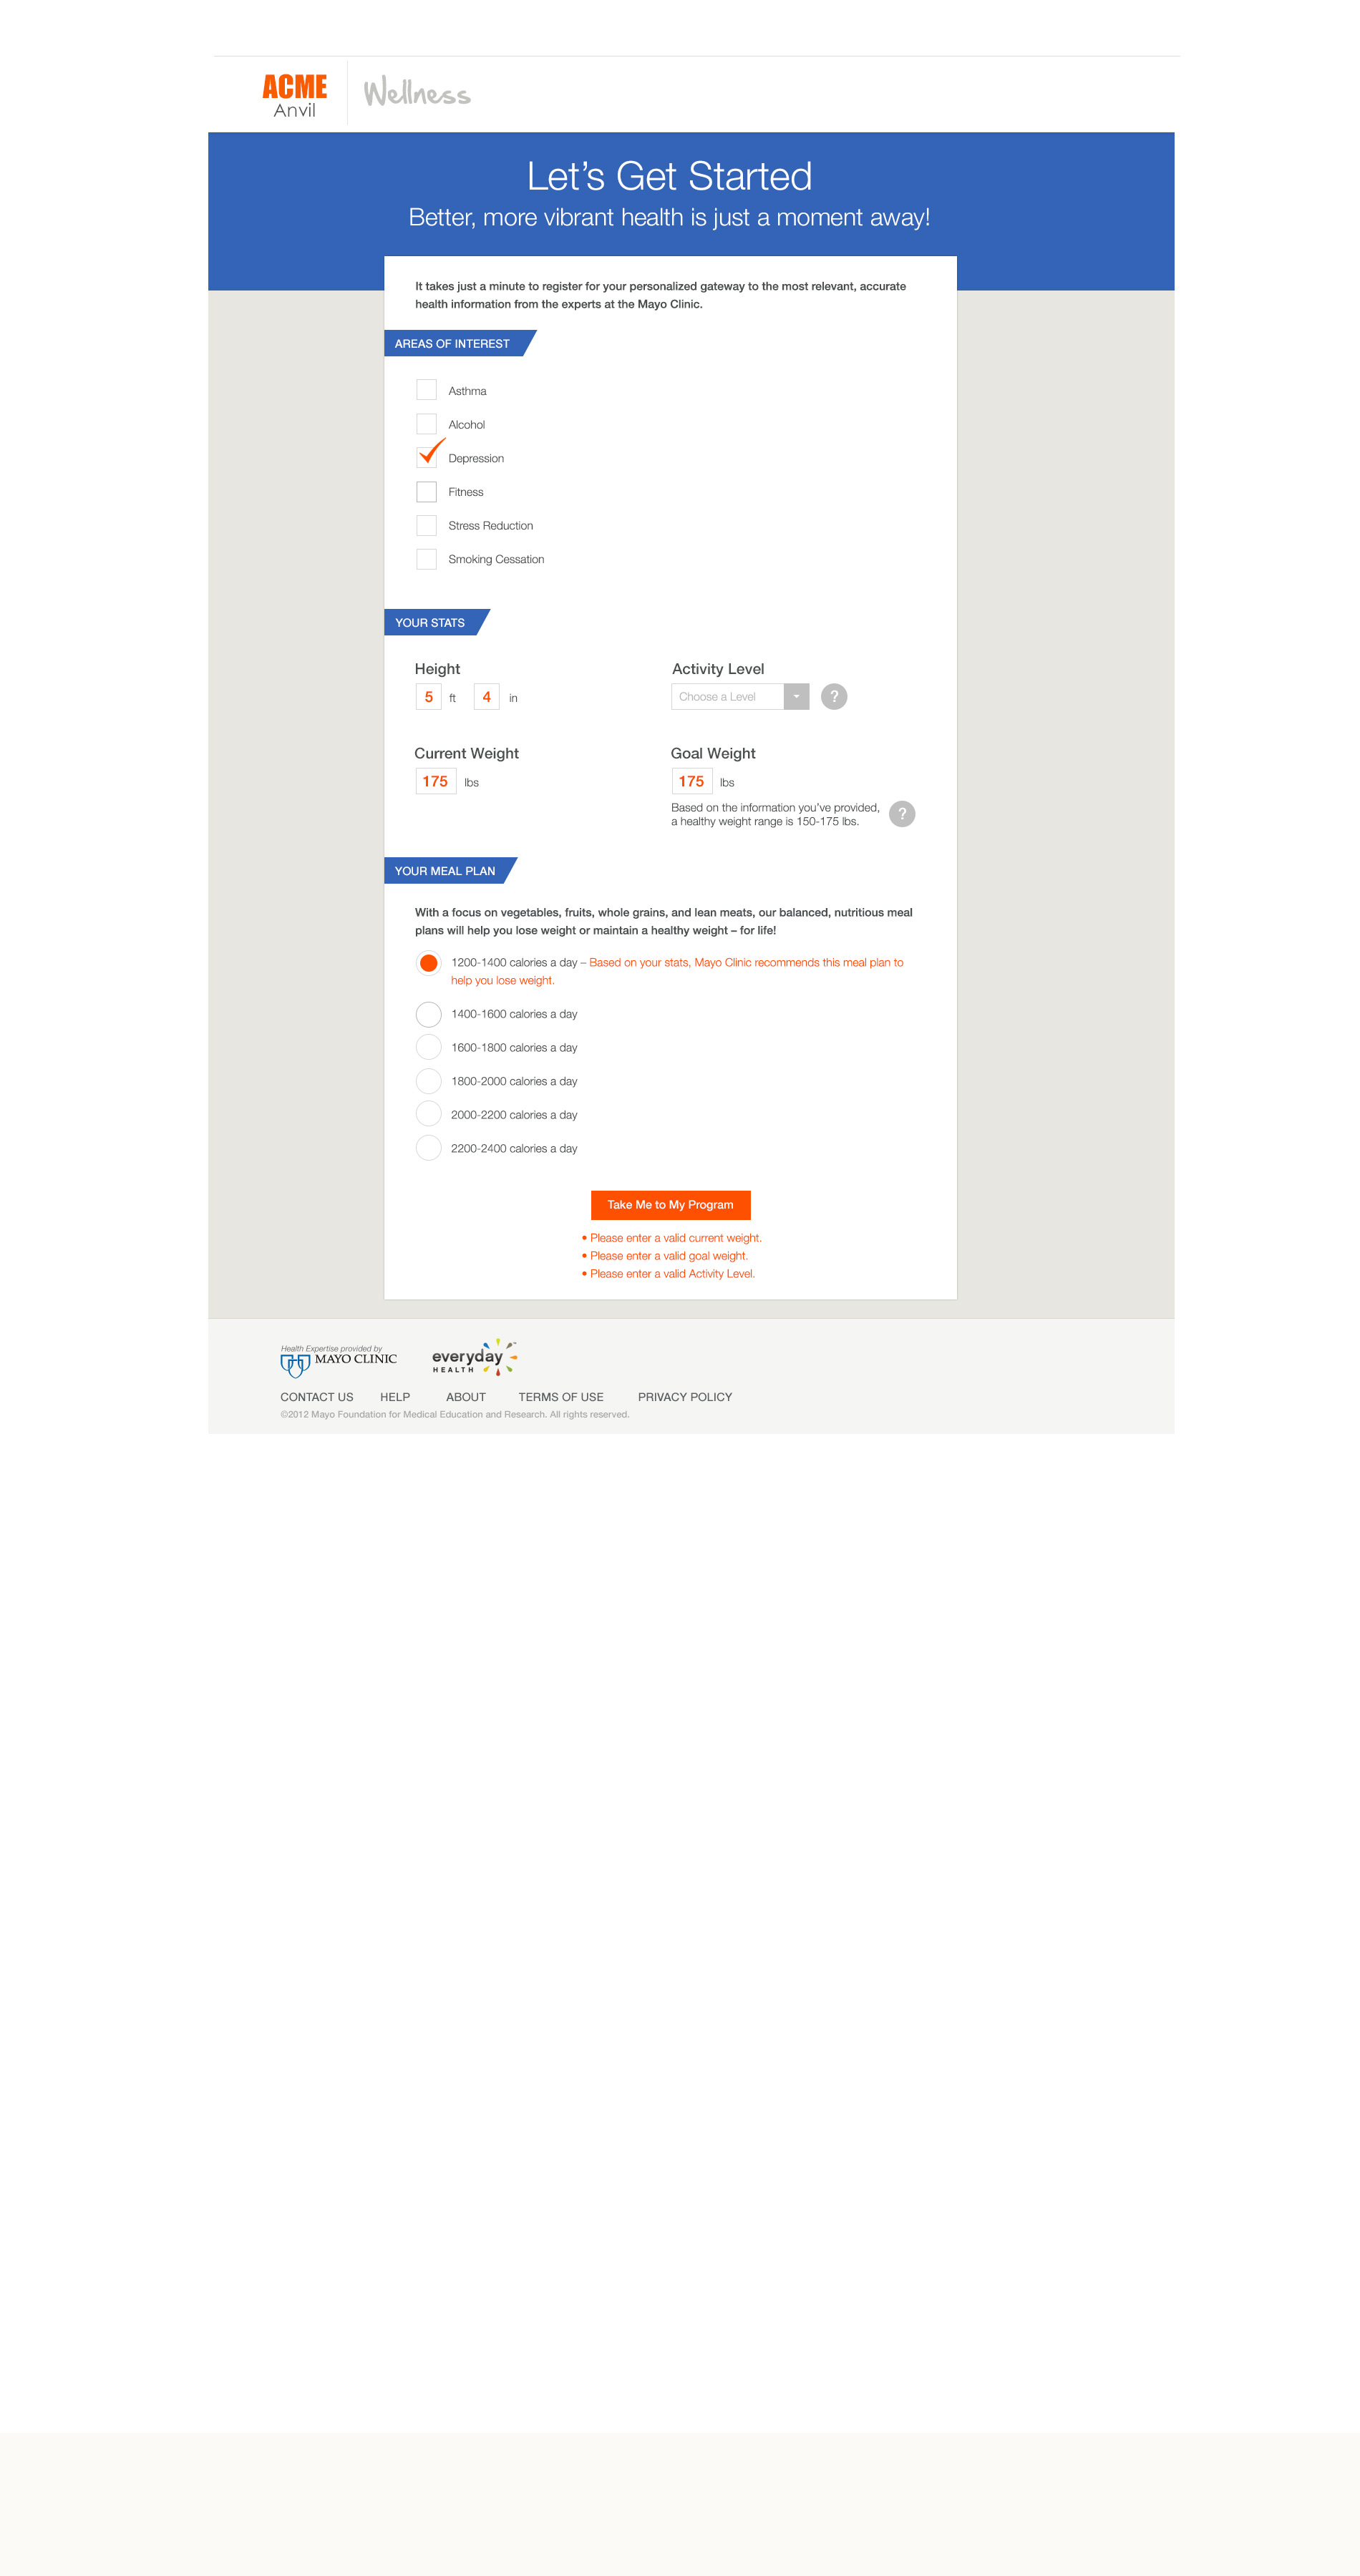 ACME
Anvil
Wellness
Let’s Get Started
Better, more vibrant health is just a moment away!
It takes just a minute to register for your personalized gateway to the most relevant, accurate
health information from the experts at the Mayo Clinic.
AREAS OF INTEREST
Asthma
Alcohol
Depression
Fitness
Stress Reduction
Smoking Cessation
YOUR STATS
Height
5 ft 4 in
Activity Level
Choose a Level ?
Current Weight
175 lbs
Goal Weight
175 lbs
Based on the information you’ve provided,
a healthy weight range is 150-175 lbs.
?
YOUR MEAL PLAN
With a focus on vegetables, fruits, whole grains, and lean meats, our balanced, nutritious meal
plans will help you lose weight or maintain a healthy weight – for life!
1200-1400 calories a day – Based on your stats, Mayo Clinic recommends this meal plan to
help you lose weight.
1400-1600 calories a day
1600-1800 calories a day
1800-2000 calories a day
2000-2200 calories a day
2200-2400 calories a day
Take Me to My Program
• Please enter a valid current weight.
• Please enter a valid goal weight.
• Please enter a valid Activity Level.
Health Expertise provided by
MAYO CLINIC
everyday
HEALTH
CONTACT US HELP ABOUT TERMS OF USE PRIVACY POLICY
©2012 Mayo Foundation for Medical Education and Research. All rights reserved.